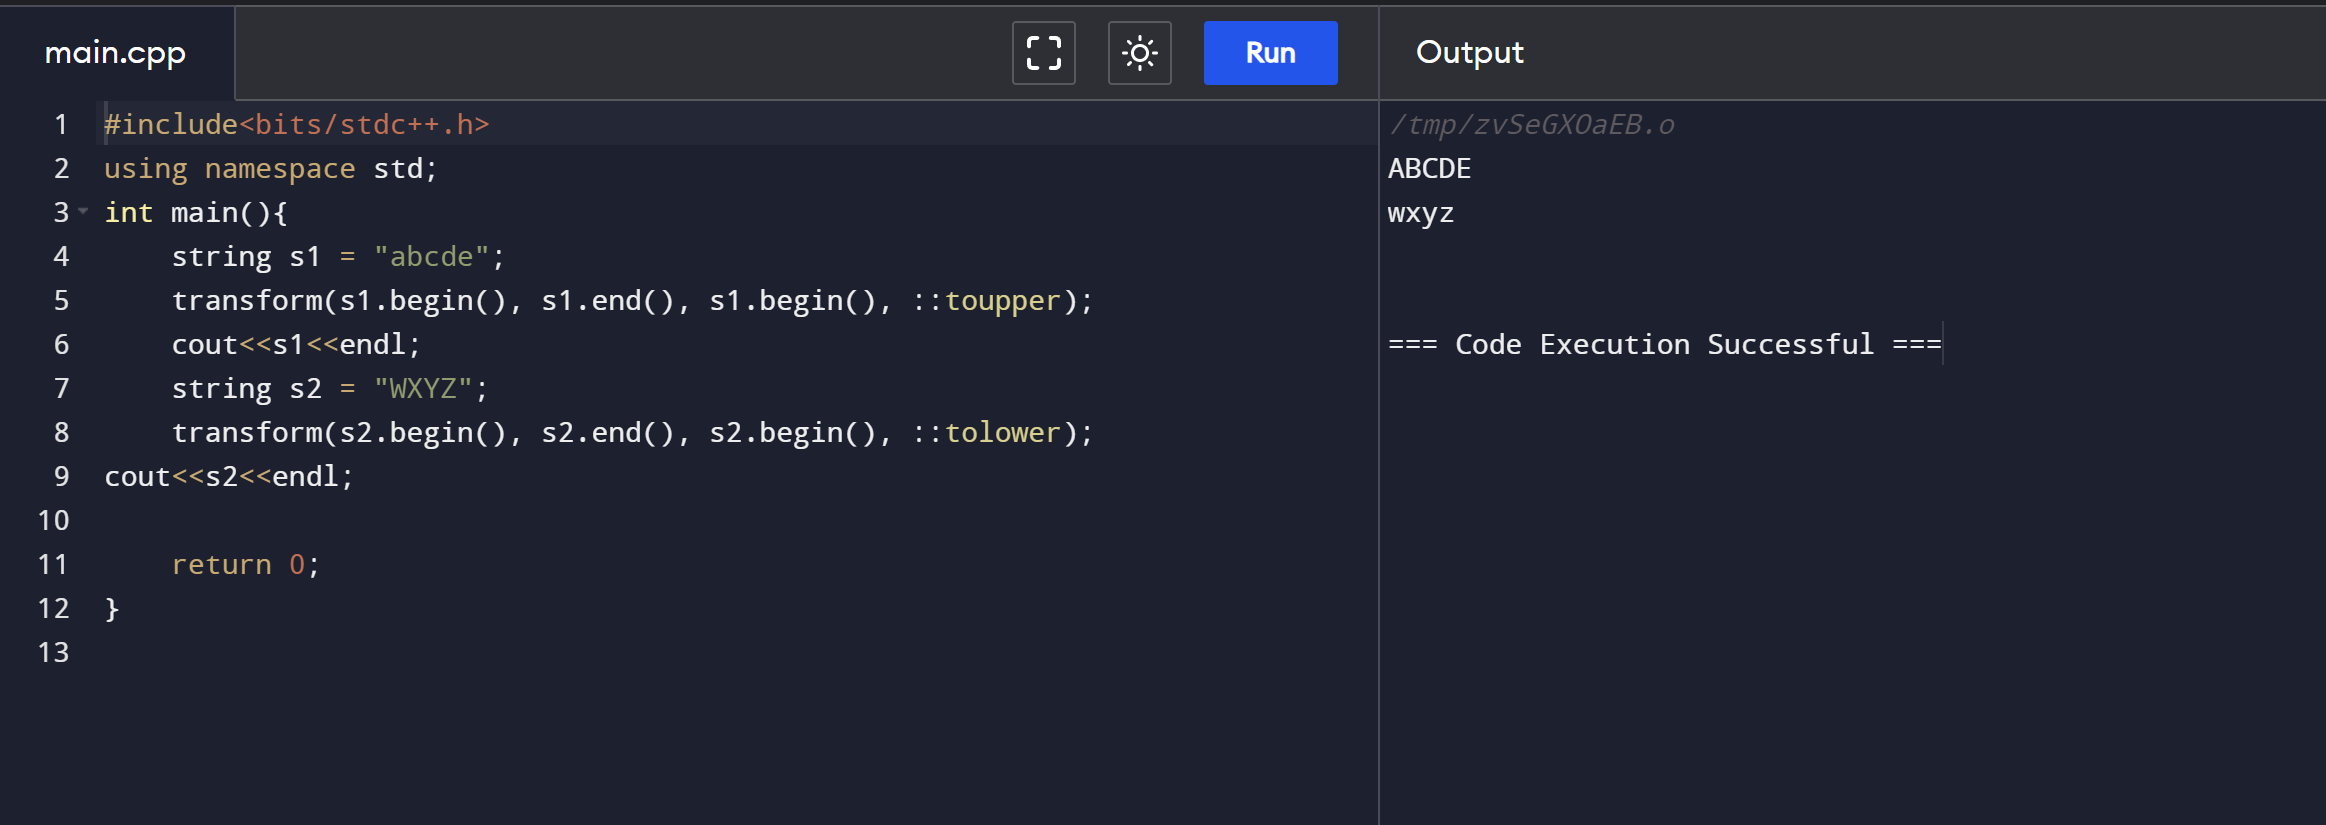 main.cpp
Run
Output
1 #include<bits/stdc++.h>
2 using namespace std;
3 int main(){
4     string s1 = "abcde";
5     transform(s1.begin(), s1.end(), s1.begin(), ::toupper);
6     cout<<s1<<endl;
7     string s2 = "WXYZ";
8     transform(s2.begin(), s2.end(), s2.begin(), ::tolower);
9 cout<<s2<<endl;
10
11     return 0;
12 }
13
/tmp/zvSeGXOaEB.o
ABCDE
wxyz
=== Code Execution Successful ===